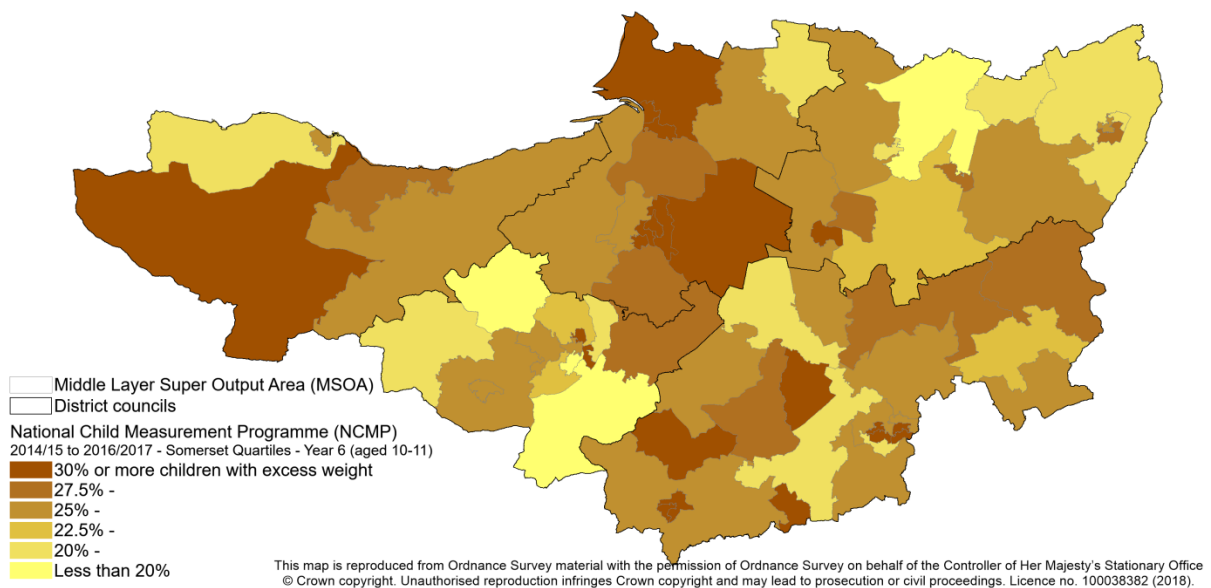 Middle Layer Super Output Area (MSOA)
District councils
National Child Measurement Programme (NCMP)
2014/15 to 2016/2017 - Somerset Quartiles - Year 6 (aged 10-11)
30% or more children with excess weight
27.5% -
25% -
22.5% -
20% -
Less than 20%
This map is reproduced from Ordnance Survey material with the permission of Ordnance Survey on behalf of the Controller of Her Majesty's Stationary Office
© Crown copyright. Unauthorised reproduction infringes Crown copyright and may lead to prosecution or civil proceedings. Licence no. 100038382 (2018).